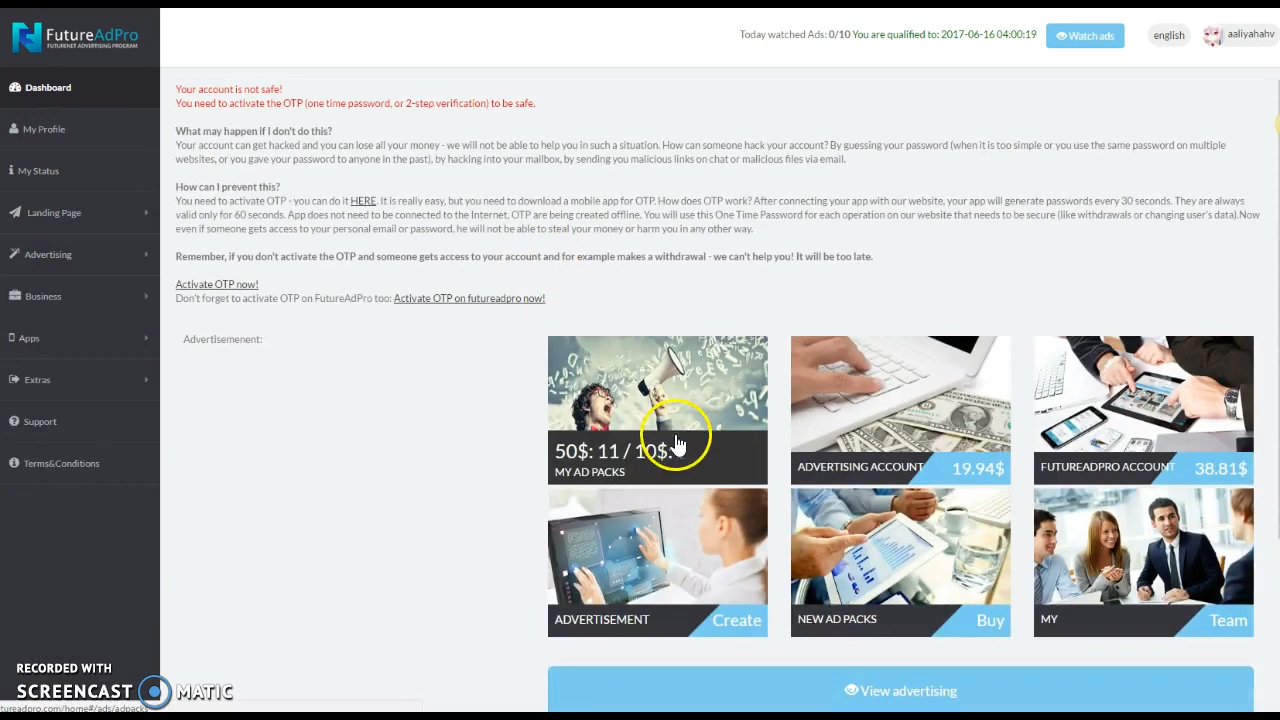 FutureAdPro
FUTURENET ADVERTISING PROGRAM
Today watched Ads: 0/10 You are qualified to: 2017-06-16 04:00:19
Watch ads
english
aaliyahahv
Dashboard
My Profile
My Status
Landing Page
Advertising
Business
Apps
Extras
Support
Terms&Conditions
Your account is not safe!
You need to activate the OTP (one time password, or 2-step verification) to be safe.
What may happen if I don't do this?
Your account can get hacked and you can lose all your money - we will not be able to help you in such a situation. How can someone hack your account? By guessing your password (when it is too simple or you use the same password on multiple
websites, or you gave your password to anyone in the past), by hacking into your mailbox, by sending you malicious links on chat or malicious files via email.
How can I prevent this?
You need to activate OTP - you can do it HERE. It is really easy, but you need to download a mobile app for OTP. How does OTP work? After connecting your app with our website, your app will generate passwords every 30 seconds. They are always
valid only for 60 seconds. App does not need to be connected to the Internet, OTP are being created offline. You will use this One Time Password for each operation on our website that needs to be secure (like withdrawals or changing user's data).Now
even if someone gets access to your personal email or password, he will not be able to steal your money or harm you in any other way.
Remember, if you don't activate the OTP and someone gets access to your account and for example makes a withdrawal - we can't help you! It will be too late.
Activate OTP now!
Don't forget to activate OTP on FutureAdPro too: Activate OTP on futureadpro now!
Advertisemenent:
50$: 11 / 10$:
MY AD PACKS
ADVERTISING ACCOUNT 19.94$
FUTUREADPRO ACCOUNT 38.81$
ADVERTISEMENT Create
NEW AD PACKS Buy
MY Team
View advertising
RECORDED WITH
SCREENCAST MATIC
tureadpro.com/home#/ads/adpacks